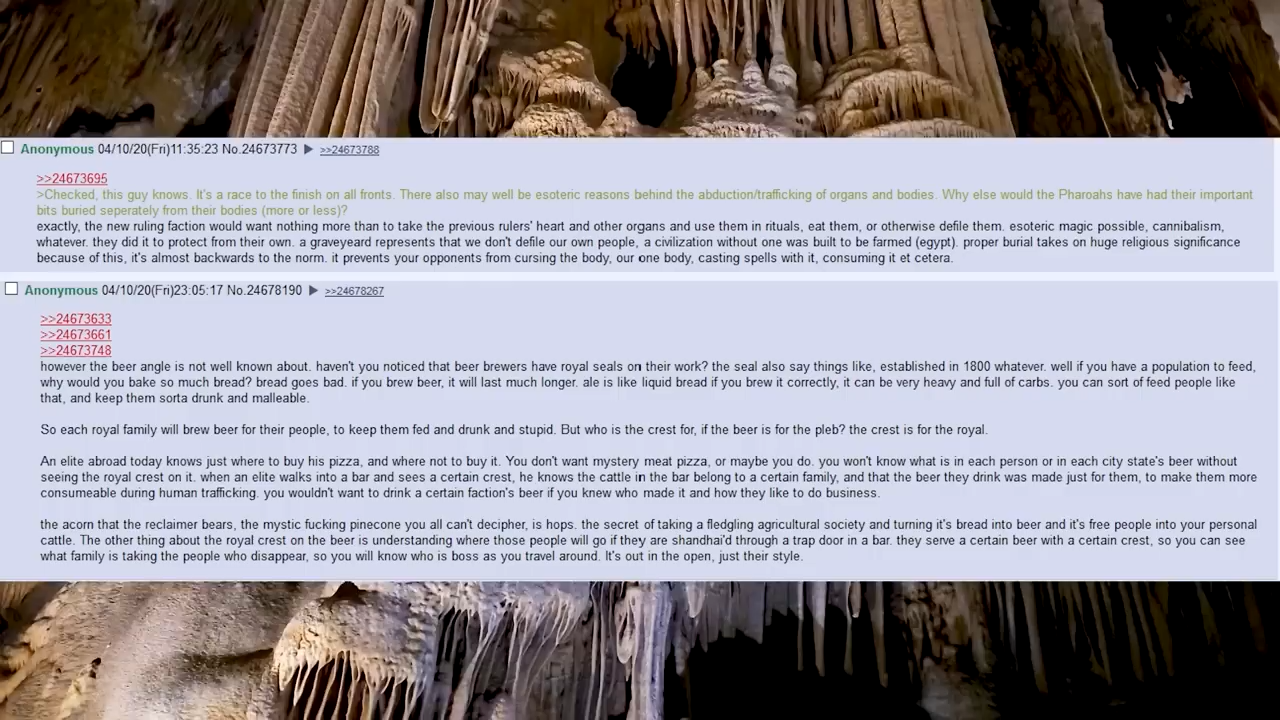 Anonymous 04/10/20(Fri)11:35:23 No.24673773 ▶ >>24673788
>>24673695
>Checked, this guy knows. It's a race to the finish on all fronts. There also may well be esoteric reasons behind the abduction/trafficking of organs and bodies. Why else would the Pharoahs have had their important
bits buried seperately from their bodies (more or less)?
exactly, the new ruling faction would want nothing more than to take the previous rulers' heart and other organs and use them in rituals, eat them, or otherwise defile them. esoteric magic possible, cannibalism,
whatever. they did it to protect from their own. a graveyard represents that we don't defile our own people, a civilization without one was built to be farmed (egypt). proper burial takes on huge religious significance
because of this, it's almost backwards to the norm. it prevents your opponents from cursing the body, our one body, casting spells with it, consuming it et cetera.
Anonymous 04/10/20(Fri)23:05:17 No.24678190 ▶ >>24678267
>>24673633
>>24673661
>>24673748
however the beer angle is not well known about. haven't you noticed that beer brewers have royal seals on their work? the seal also say things like, established in 1800 whatever. well if you have a population to feed,
why would you bake so much bread? bread goes bad. if you brew beer, it will last much longer. ale is like liquid bread if you brew it correctly, it can be very heavy and full of carbs. you can sort of feed people like
that, and keep them sorta drunk and malleable.
So each royal family will brew beer for their people, to keep them fed and drunk and stupid. But who is the crest for, if the beer is for the pleb? the crest is for the royal.
An elite abroad today knows just where to buy his pizza, and where not to buy it. You don't want mystery meat pizza, or maybe you do. you won't know what is in each person or in each city state's beer without
seeing the royal crest on it. when an elite walks into a bar and sees a certain crest, he knows the cattle in the bar belong to a certain family, and that the beer they drink was made just for them, to make them more
consumeable during human trafficking. you wouldn't want to drink a certain faction's beer if you knew who made it and how they like to do business.
the acorn that the reclaimer bears, the mystic fucking pinecone you all can't decipher, is hops. the secret of taking a fledgling agricultural society and turning it's bread into beer and it's free people into your personal
cattle. The other thing about the royal crest on the beer is understanding where those people will go if they are shandhai'd through a trap door in a bar. they serve a certain beer with a certain crest, so you can see
what family is taking the people who disappear, so you will know who is boss as you travel around. It's out in the open, just their style.